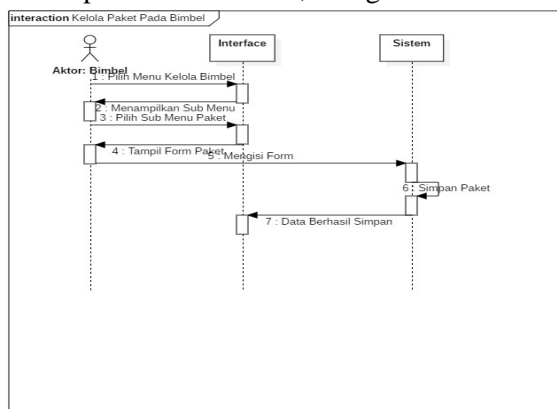 interaction Kelola Paket Pada Bimbel
Interface
Sistem
Aktor: Bimbel
1 : Pilih Menu Kelola Bimbel
2 : Menampilkan Sub Menu
3 : Pilih Sub Menu Paket
4 : Tampil Form Paket
5 : Mengisi Form
6 : Simpan Paket
7 : Data Berhasil Simpan